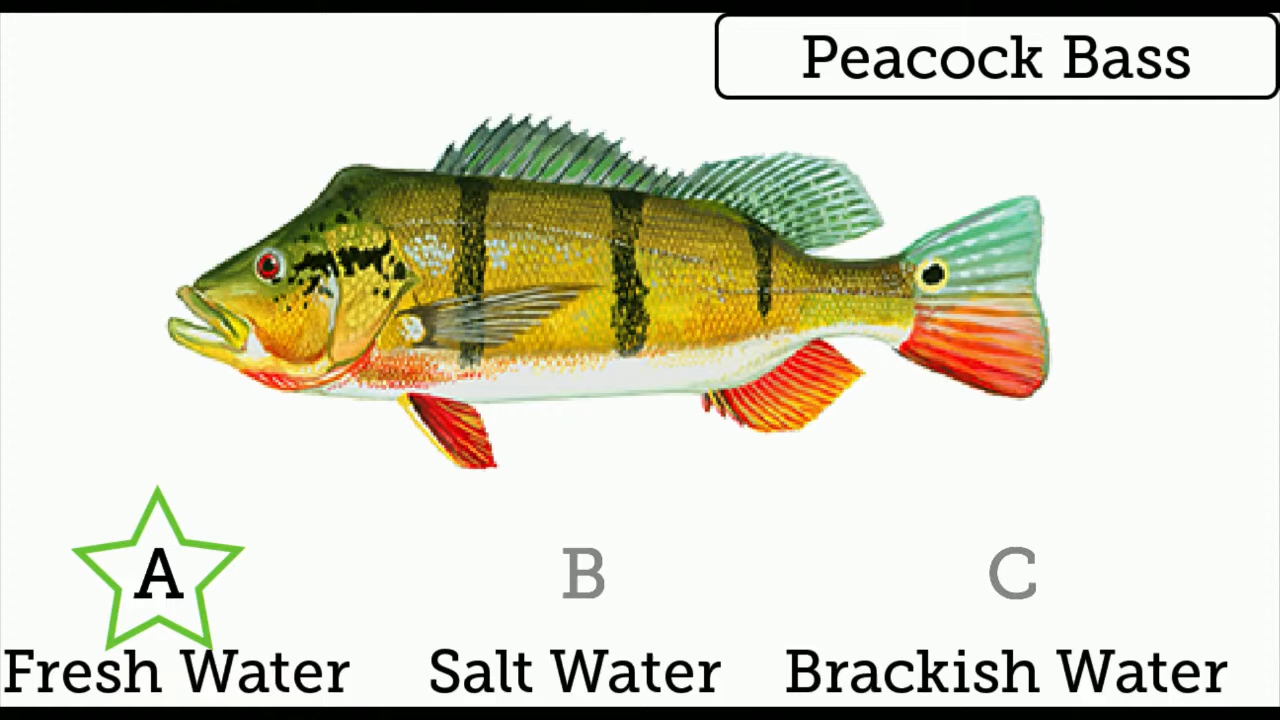 Peacock Bass
A
B
C
Fresh Water
Salt Water
Brackish Water